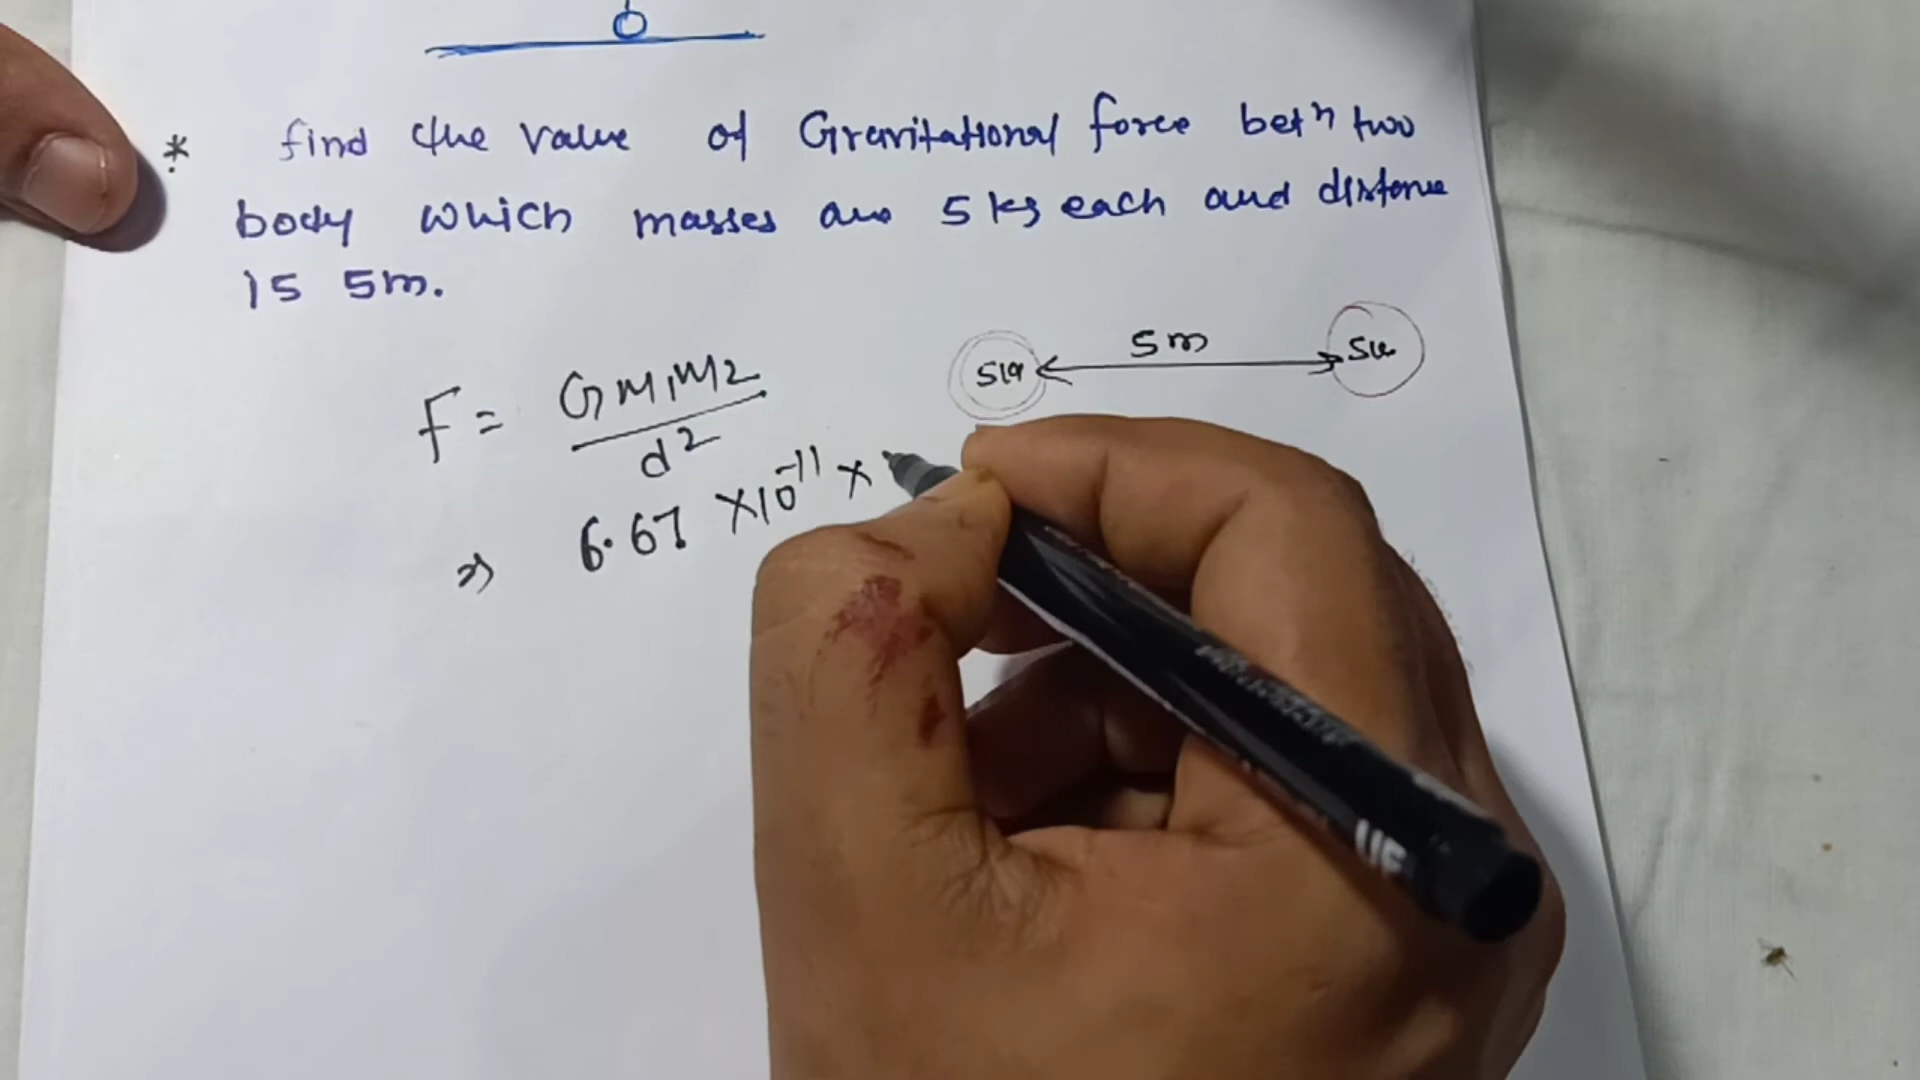 * find the value of Gravitational force betn two
body which masses are 5 kg each and distance
is 5m.
F = GM1M2
d2
5m
⇒ 6.67 ×10-11 ×